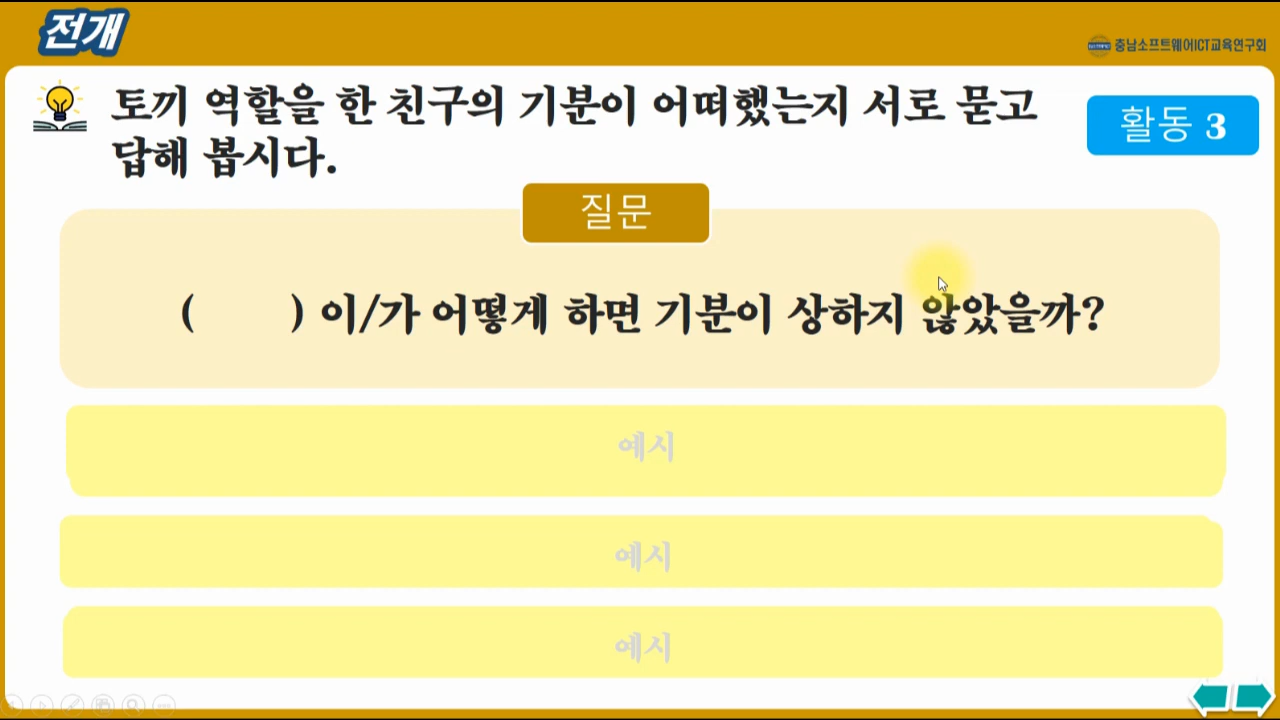 전개
충남소프트웨어ICT교육연구회
토끼 역할을 한 친구의 기분이 어떠했는지 서로 묻고
답해 봅시다.
활동 3
질문
( ) 이/가 어떻게 하면 기분이 상하지 않았을까?
예시
예시
예시